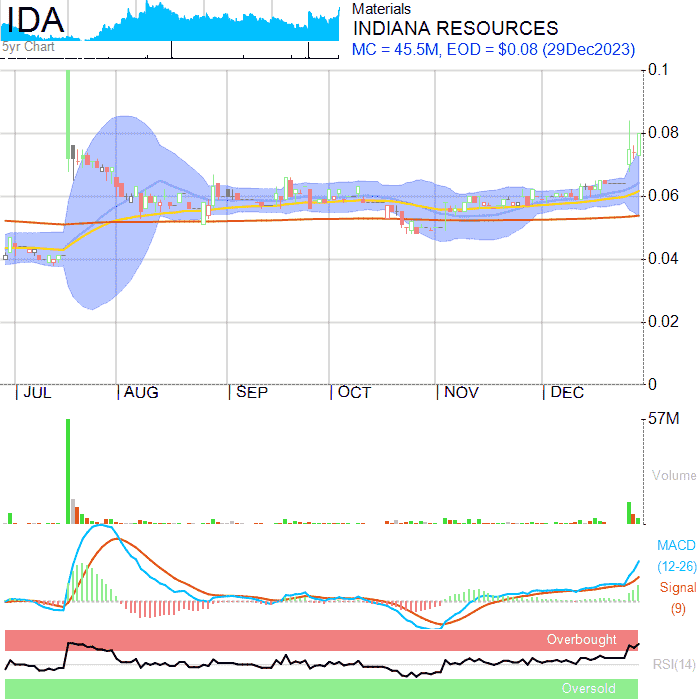 IDA
5yr Chart
Materials
INDIANA RESOURCES
MC = 45.5M, EOD = $0.08 (29Dec2023)
0.1
0.08
0.06
0.04
0.02
0
JUL AUG SEP OCT NOV DEC
57M
Volume
MACD
(12-26)
Signal
(9)
Overbought
RSI(14)
Oversold